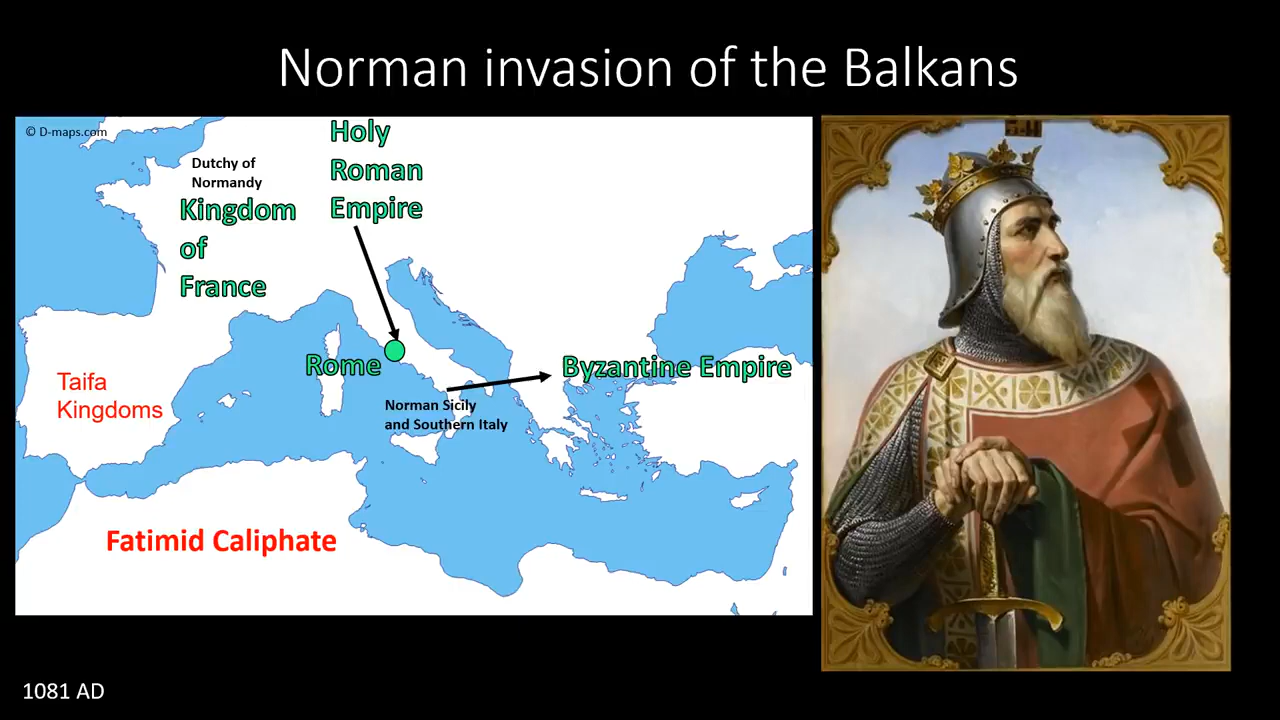 Norman invasion of the Balkans
© D-maps.com
Holy
Roman
Empire
Dutchy of
Normandy
Kingdom
of
France
Rome
Byzantine Empire
Taifa
Kingdoms
Norman Sicily
and Southern Italy
Fatimid Caliphate
1081 AD